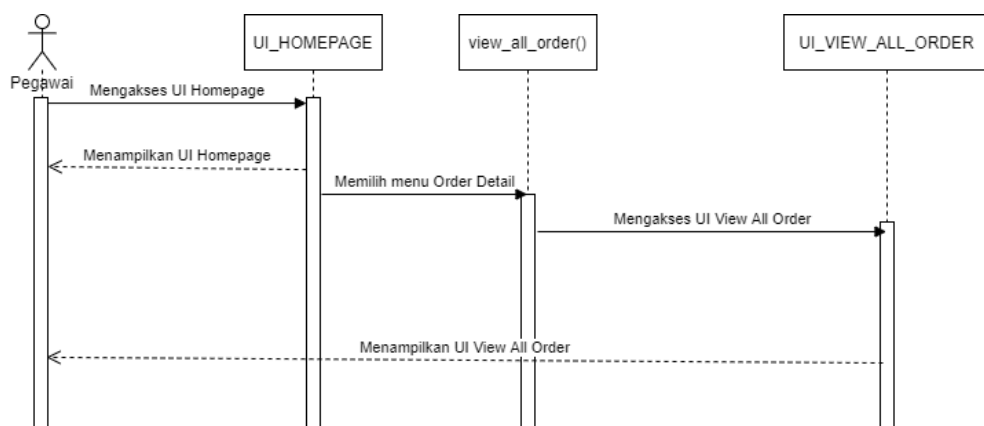 UI_HOMEPAGE
view_all_order()
UI_VIEW_ALL_ORDER
Pegawai
Mengakses UI Homepage
Menampilkan UI Homepage
Memilih menu Order Detail
Mengakses UI View All Order
Menampilkan UI View All Order